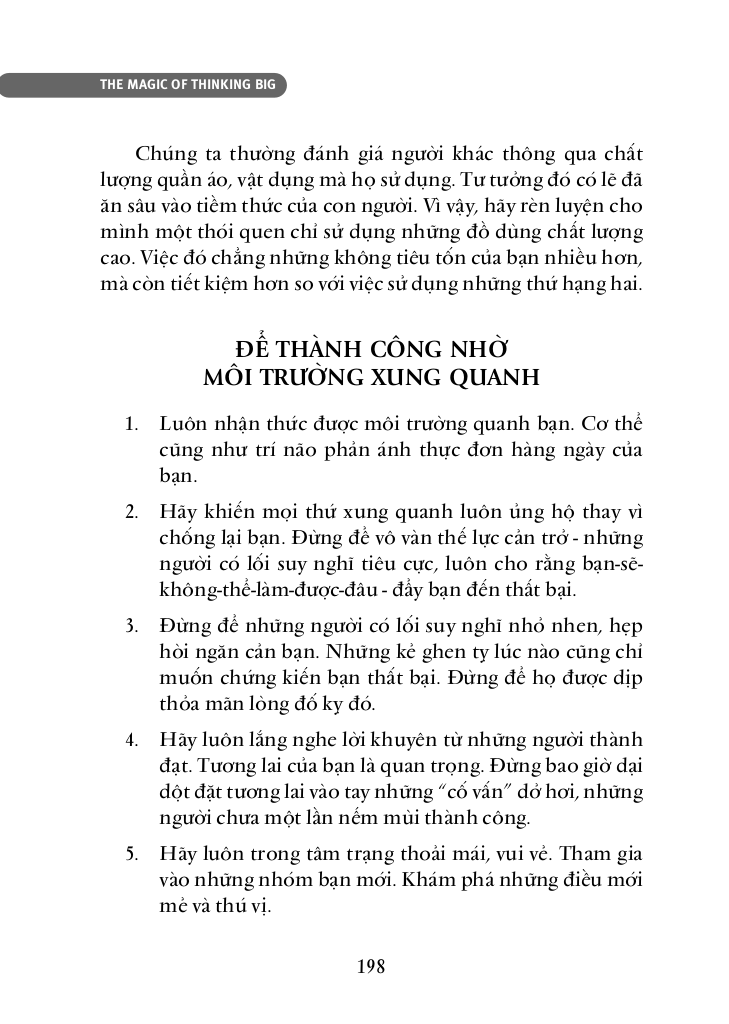 THE MAGIC OF THINKING BIG
Chúng ta thường đánh giá người khác thông qua chất
lượng quần áo, vật dụng mà họ sử dụng. Tư tưởng đó có lẽ đã
ăn sâu vào tiềm thức của con người. Vì vậy, hãy rèn luyện cho
mình một thói quen chỉ sử dụng những đồ dùng chất lượng
cao. Việc đó chẳng những không tiêu tốn của bạn nhiều hơn,
mà còn tiết kiệm hơn so với việc sử dụng những thứ hạng hai.
ĐỂ THÀNH CÔNG NHỜ
MÔI TRƯỜNG XUNG QUANH
1. Luôn nhận thức được môi trường quanh bạn. Cơ thể
cũng như trí não phản ánh thực đơn hàng ngày của
bạn.
2. Hãy khiến mọi thứ xung quanh luôn ủng hộ thay vì
chống lại bạn. Đừng để vô vàn thế lực cản trở - những
người có lối suy nghĩ tiêu cực, luôn cho rằng bạn-sẽ-
không-thể-làm-được-đâu - đẩy bạn đến thất bại.
3. Đừng để những người có lối suy nghĩ nhỏ nhen, hẹp
hòi ngăn cản bạn. Những kẻ ghen tỵ lúc nào cũng chỉ
muốn chứng kiến bạn thất bại. Đừng để họ được dịp
thỏa mãn lòng đố kỵ đó.
4. Hãy luôn lắng nghe lời khuyên từ những người thành
đạt. Tương lai của bạn là quan trọng. Đừng bao giờ dại
dột đặt tương lai vào tay những “cố vấn” dở hơi, những
người chưa một lần nếm mùi thành công.
5. Hãy luôn trong tâm trạng thoải mái, vui vẻ. Tham gia
vào những nhóm bạn mới. Khám phá những điều mới
mẻ và thú vị.
198